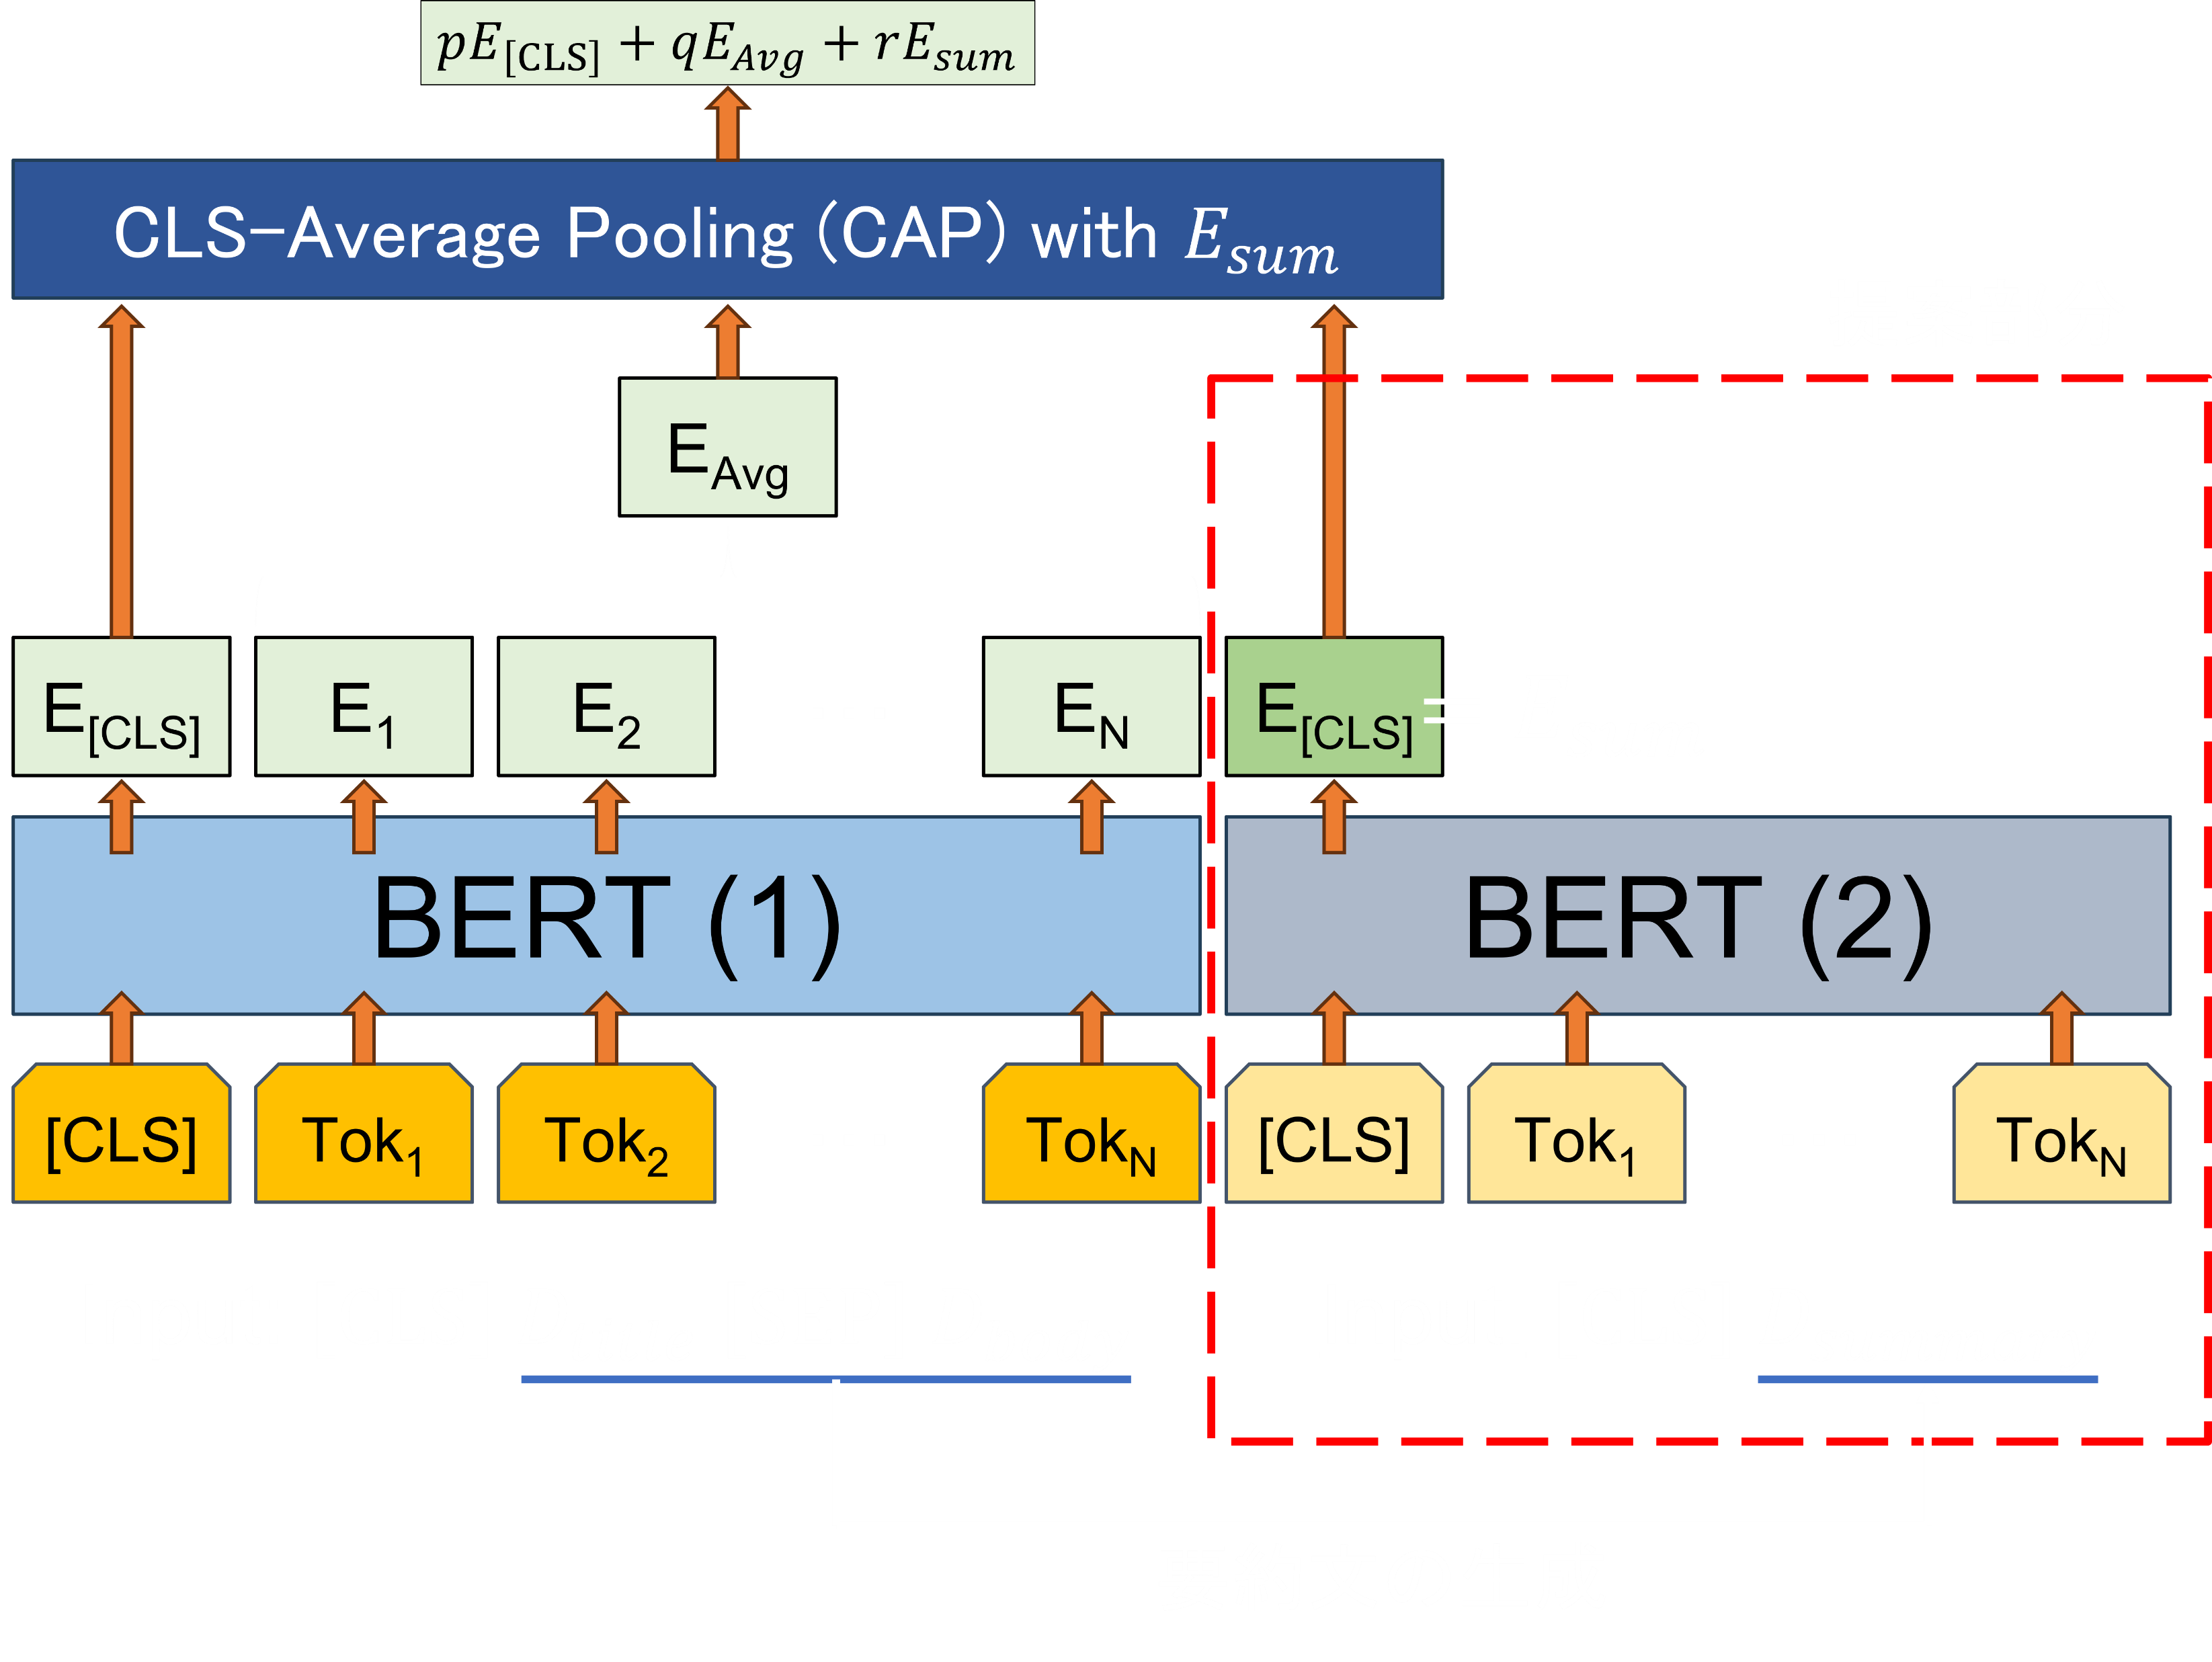 pE[CLS] + qEAvg + rEsum
CLS-Average Pooling (CAP) with Esum
EAvg
E[CLS] E1 E2 EN E[CLS] =
BERT (1) BERT (2)
[CLS] Tok1 Tok2 TokN [CLS] Tok1 TokN